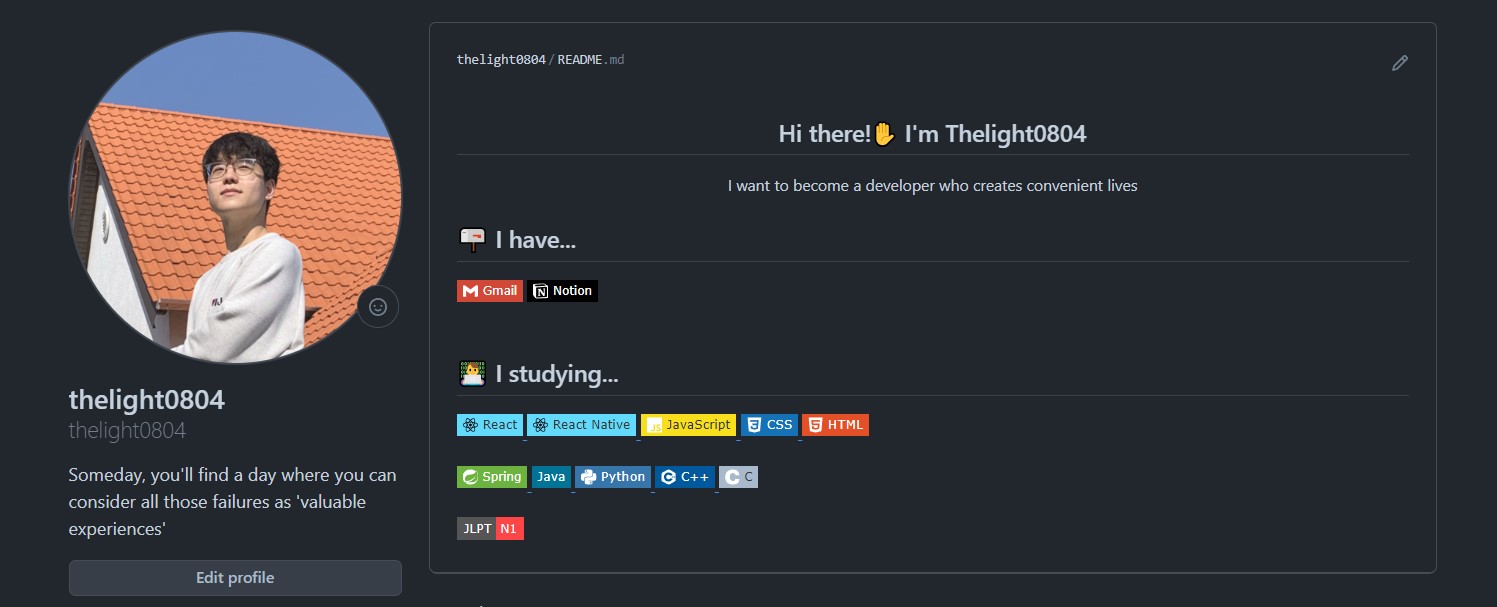 thelight0804
thelight0804
Someday, you'll find a day where you can
consider all those failures as 'valuable
experiences'
Edit profile
thelight0804/README.md
Hi there!✋ I'm Thelight0804
I want to become a developer who creates convenient lives
📪 I have...
Gmail Notion
👨‍💻 I studying...
React React Native JavaScript CSS HTML
Spring Java Python C++ C
JLPT N1